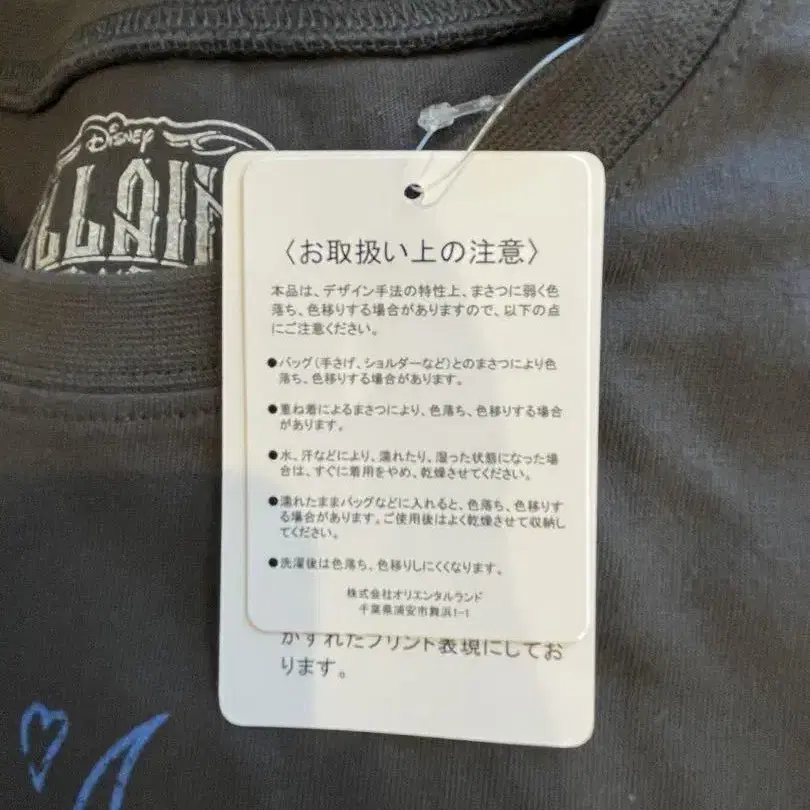 Disney
〈お取扱い上の注意〉
本品は、デザイン手法の特性上、まさつに弱く色
落ち、色移りする場合がありますので、以下の点
にご注意ください。
●バッグ(手さげ、ショルダーなど)とのまさつにより色
落ち、色移りする場合があります。
●重ね着によるまさつにより、色落ち、色移りする場合
があります。
●水、汗などにより、濡れたり、湿った状態になった場
合は、すぐに着用をやめ、乾燥させてください。
●濡れたままバッグなどに入れると、色落ち、色移りす
る場合があります。ご使用後はよく乾燥させて収納し
てください。
●洗濯後は色落ち、色移りしにくくなります。
株式会社オリエンタルランド
千葉県浦安市舞浜1-1
かすれたプリント表現にしてお
ります。